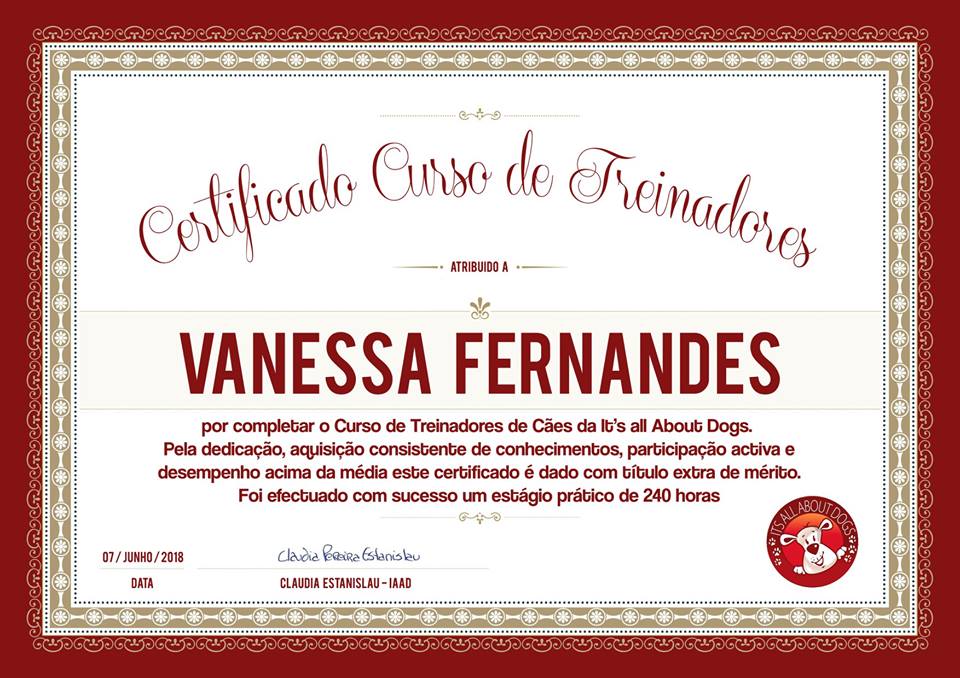 Certificado Curso de Treinadores
ATRIBUIDO A
VANESSA FERNANDES
por completar o Curso de Treinadores de Cães da It's all About Dogs.
Pela dedicação, aquisição consistente de conhecimentos, participação activa e
desempenho acima da média este certificado é dado com título extra de mérito.
Foi efectuado com sucesso um estágio prático de 240 horas
IT'S ALL ABOUT DOGS
07 / JUNHO / 2018
Claudia Pereira Estanislau
DATA
CLAUDIA ESTANISLAU – IAAD